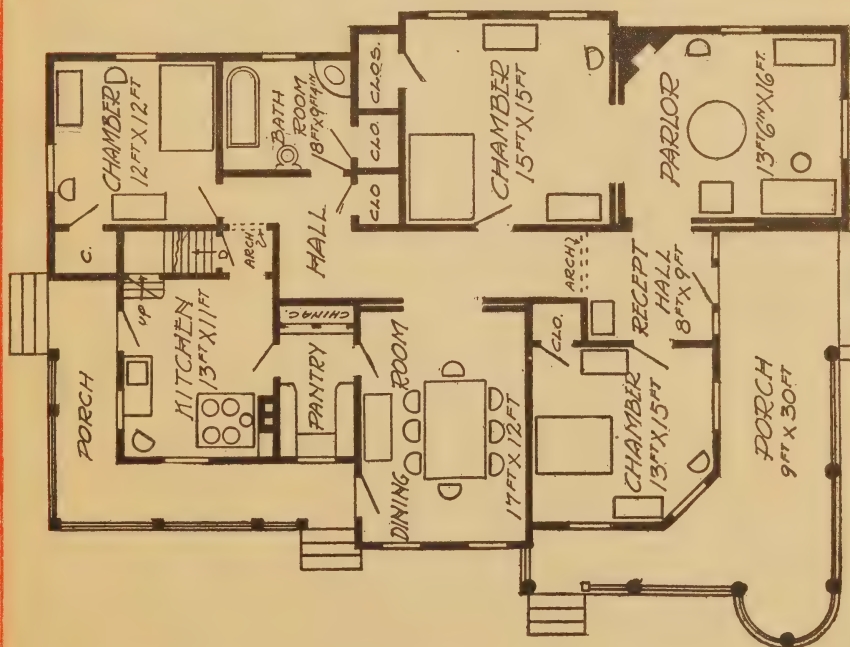 CHAMBER
12FT X 12FT
BATH
ROOM
8FT X 9FT4IN
CLOS.
CLO.
CLO
CHAMBER
15FT X 15FT
PARLOR
13FT 6IN X 16FT.
C.
UP
D
ARCH
HALL
ARCH
RECEPT
HALL
8FT X 9FT
PORCH
KITCHEN
13FT X 11FT
CHINA C.
PANTRY
DINING ROOM
17FT X 12FT
CLO.
CHAMBER
13FT X 15FT
PORCH
9FT X 30FT